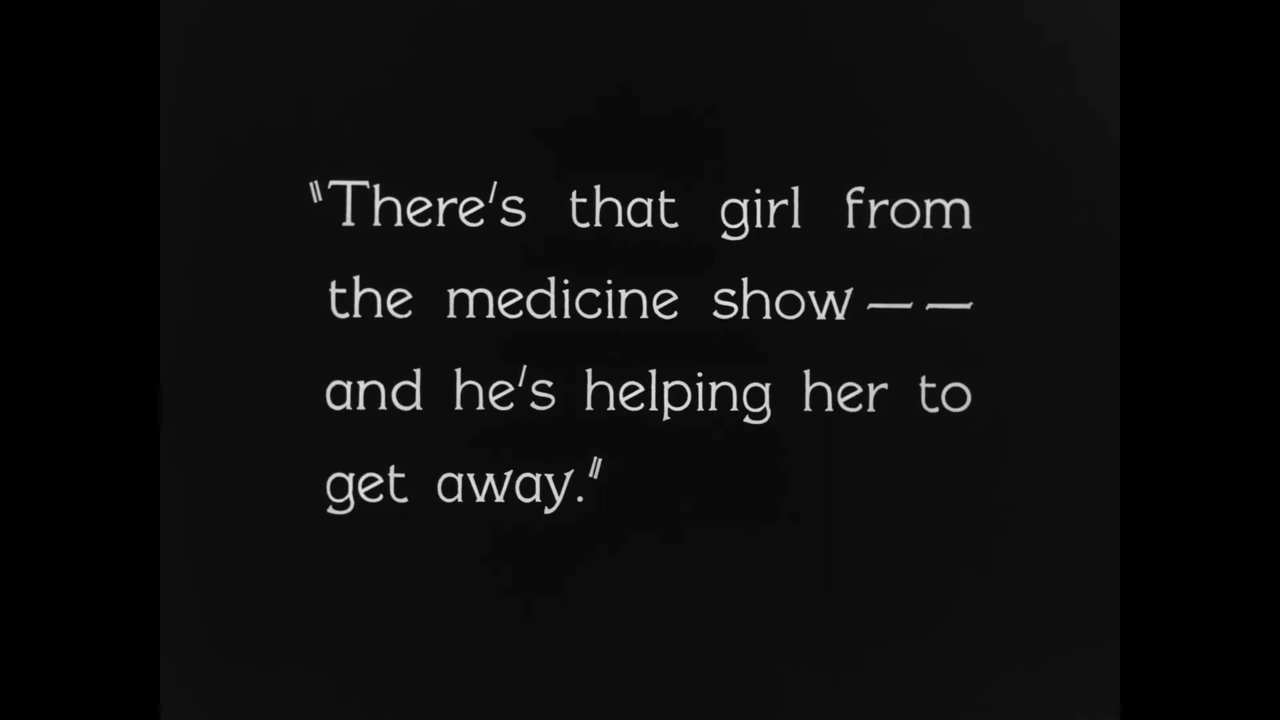 "There's that girl from
the medicine show — —
and he's helping her to
get away."